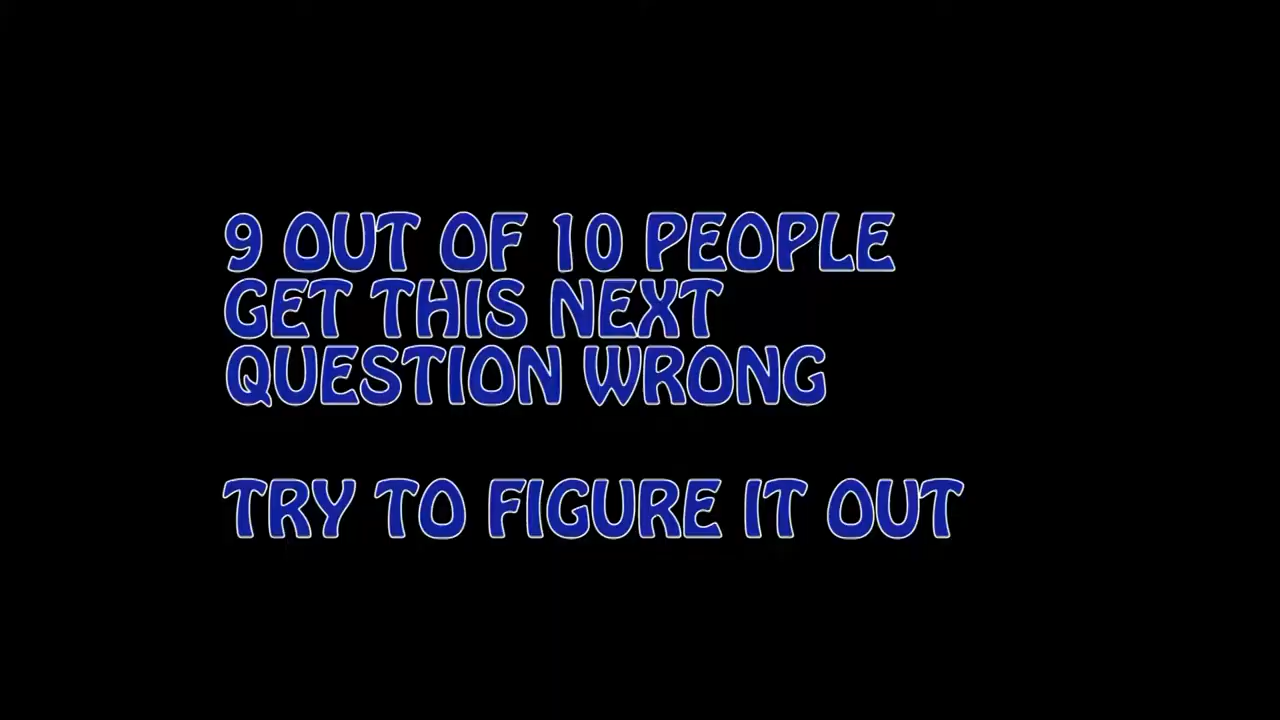 9 OUT OF 10 PEOPLE
GET THIS NEXT
QUESTION WRONG
TRY TO FIGURE IT OUT